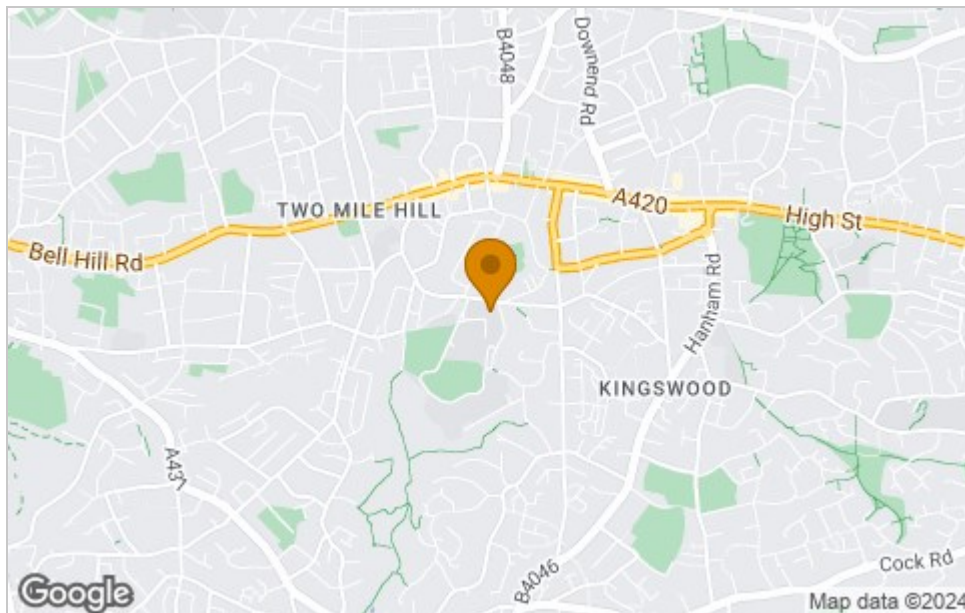 B4048
Downend Rd
TWO MILE HILL
A420
High St
Bell Hill Rd
Hanham Rd
KINGSWOOD
A431
B4046
Cock Rd
Google
Map data ©2024